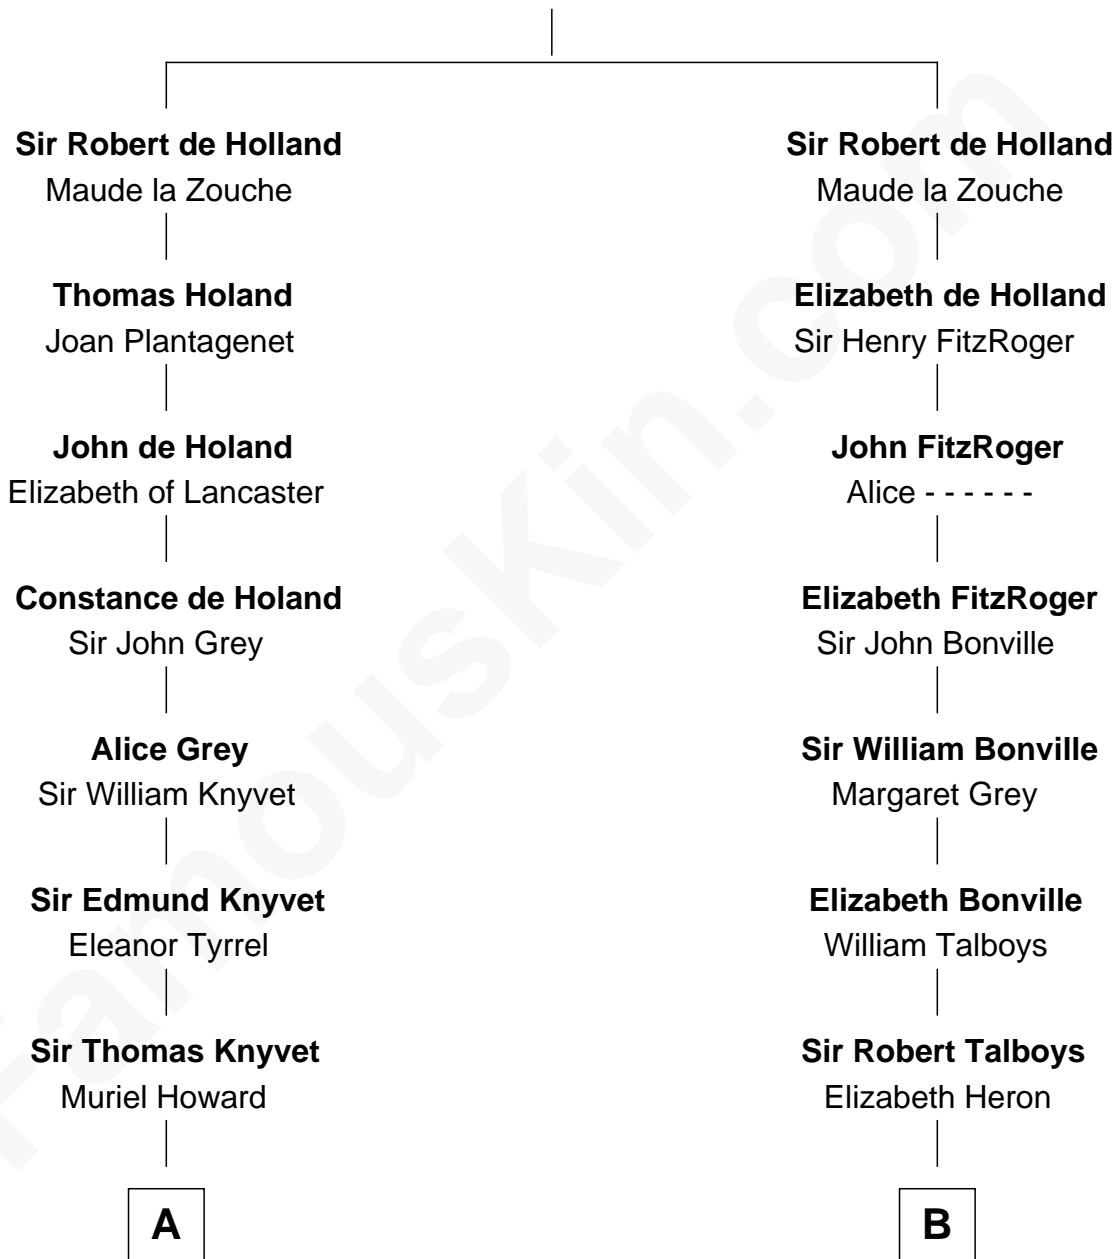 Sir Robert de Holland
Maude la Zouche
Thomas Holand
Joan Plantagenet
John de Holand
Elizabeth of Lancaster
Constance de Holand
Sir John Grey
Alice Grey
Sir William Knyvet
Sir Edmund Knyvet
Eleanor Tyrrel
Sir Thomas Knyvet
Muriel Howard
A
Sir Robert de Holland
Maude la Zouche
Elizabeth de Holland
Sir Henry FitzRoger
John FitzRoger
Alice - - - - - -
Elizabeth FitzRoger
Sir John Bonville
Sir William Bonville
Margaret Grey
Elizabeth Bonville
William Talboys
Sir Robert Talboys
Elizabeth Heron
B
FamousKin.com